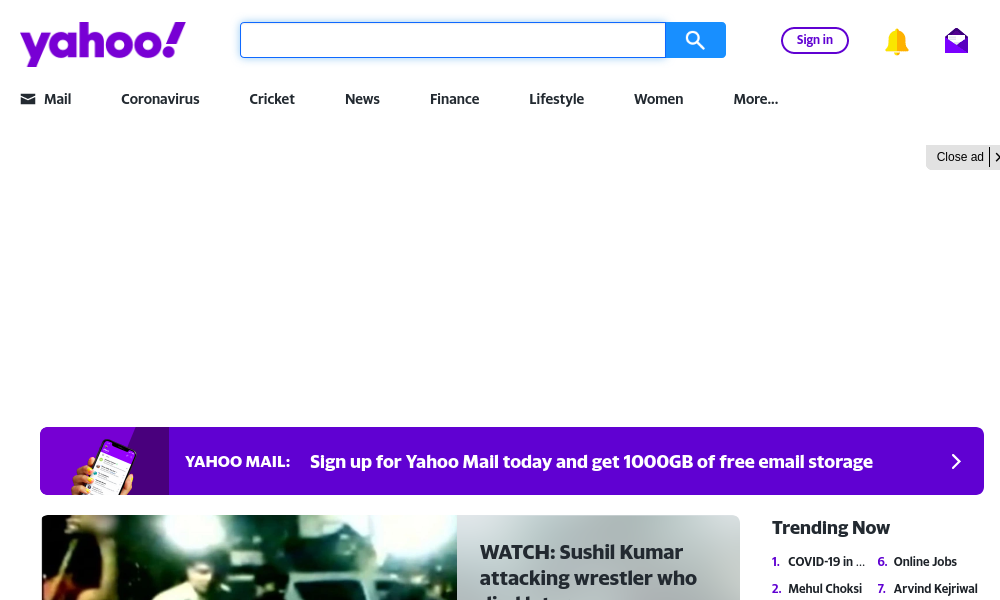 yahoo!
Sign in
Mail
Coronavirus
Cricket
News
Finance
Lifestyle
Women
More...
Close ad
YAHOO MAIL: Sign up for Yahoo Mail today and get 1000GB of free email storage
WATCH: Sushil Kumar
attacking wrestler who
Trending Now
1. COVID-19 in ...
2. Mehul Choksi
6. Online Jobs
7. Arvind Kejriwal